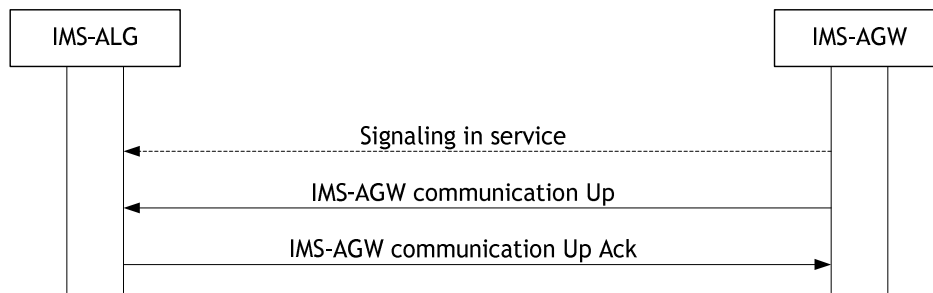 IMS-ALG
IMS-AGW
Signaling in service
IMS-AGW communication Up
IMS-AGW communication Up Ack